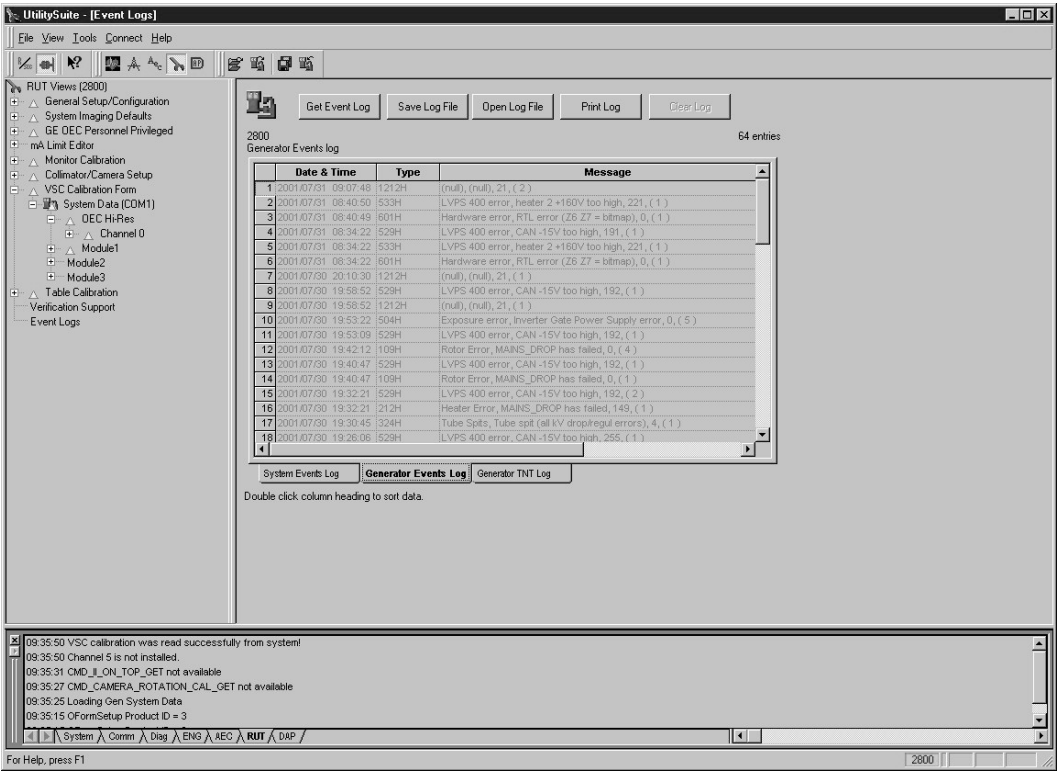 UtilitySuite - [Event Logs]
File View Tools Connect Help
RUT Views (2800)
General Setup/Configuration
System Imaging Defaults
GE OEC Personnel Privileged
mA Limit Editor
Monitor Calibration
Collimator/Camera Setup
VSC Calibration Form
System Data (COM1)
OEC Hi-Res
Channel 0
Module1
Module2
Module3
Table Calibration
Verification Support
Event Logs
Get Event Log Save Log File Open Log File Print Log Clear Log
2800 64 entries
Generator Events log
Date & Time Type Message
1 2001/07/31 09:07:48 1212H (null), (null), 21, ( 2 )
2 2001/07/31 08:40:50 533H LVPS 400 error, heater 2 +160V too high, 221, ( 1 )
3 2001/07/31 08:40:49 601H Hardware error, RTL error (Z6 Z7 = bitmap), 0, ( 1 )
4 2001/07/31 08:34:22 529H LVPS 400 error, CAN -15V too high, 191, ( 1 )
5 2001/07/31 08:34:22 533H LVPS 400 error, heater 2 +160V too high, 221, ( 1 )
6 2001/07/31 08:34:22 601H Hardware error, RTL error (Z6 Z7 = bitmap), 0, ( 1 )
7 2001/07/30 20:10:30 1212H (null), (null), 21, ( 1 )
8 2001/07/30 19:58:52 529H LVPS 400 error, CAN -15V too high, 192, ( 1 )
9 2001/07/30 19:58:52 1212H (null), (null), 21, ( 1 )
10 2001/07/30 19:53:22 504H Exposure error, Inverter Gate Power Supply error, 0, ( 5 )
11 2001/07/30 19:53:09 529H LVPS 400 error, CAN -15V too high, 192, ( 1 )
12 2001/07/30 19:42:12 109H Rotor Error, MAINS_DROP has failed, 0, ( 4 )
13 2001/07/30 19:40:47 529H LVPS 400 error, CAN -15V too high, 192, ( 1 )
14 2001/07/30 19:40:47 109H Rotor Error, MAINS_DROP has failed, 0, ( 1 )
15 2001/07/30 19:32:21 529H LVPS 400 error, CAN -15V too high, 192, ( 2 )
16 2001/07/30 19:32:21 212H Heater Error, MAINS_DROP has failed, 149, ( 1 )
17 2001/07/30 19:30:45 324H Tube Spits, Tube spit (all kV drop/regul errors), 4, ( 1 )
18 2001/07/30 19:26:06 529H LVPS 400 error, CAN -15V too high, 255, ( 1 )
System Events Log Generator Events Log Generator TNT Log
Double click column heading to sort data.
09:35:50 VSC calibration was read successfully from system!
09:35:50 Channel 5 is not installed.
09:35:31 CMD_II_ON_TOP_GET not available
09:35:27 CMD_CAMERA_ROTATION_CAL_GET not available
09:35:25 Loading Gen System Data
09:35:15 OFormSetup Product ID = 3
System Comm Diag ENG AEC RUT DAP
For Help, press F1 2800